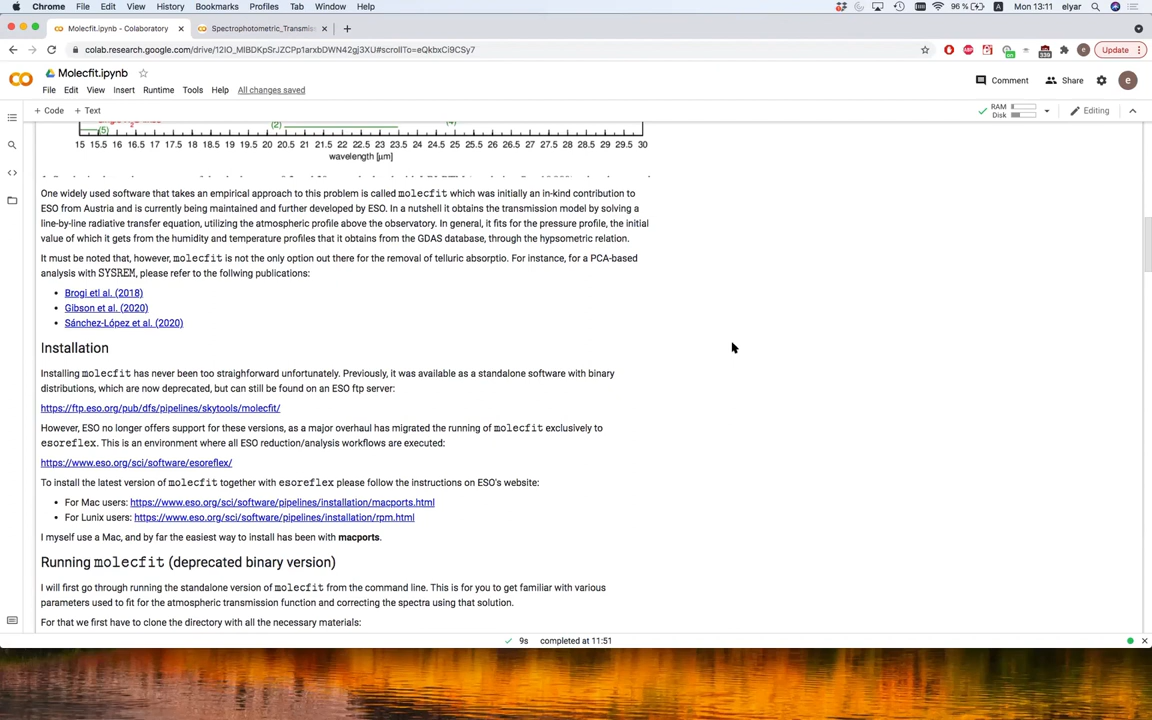 Chrome File Edit View History Bookmarks Profiles Tab Window Help 96 % Mon 13:11 elyar
Molecfit.ipynb - Colaboratory Spectrophotometric_Transmis
colab.research.google.com/drive/12IO_MIBDKpSrJZCPp1arxbDWN42gj3XU#scrollTo=eQkbxCi9CSy7 Update
Molecfit.ipynb
Comment Share e
File Edit View Insert Runtime Tools Help All changes saved
+ Code + Text RAM Disk Editing
(5) (2)
15 15.5 16 16.5 17 17.5 18 18.5 19 19.5 20 20.5 21 21.5 22 22.5 23 23.5 24 24.5 25 25.5 26 26.5 27 27.5 28 28.5 29 29.5 30
wavelength [µm]
One widely used software that takes an empirical approach to this problem is called molecfit which was initially an in-kind contribution to
ESO from Austria and is currently being maintained and further developed by ESO. In a nutshell it obtains the transmission model by solving a
line-by-line radiative transfer equation, utilizing the atmospheric profile above the observatory. In general, it fits for the pressure profile, the initial
value of which it gets from the humidity and temperature profiles that it obtains from the GDAS database, through the hypsometric relation.
It must be noted that, however, molecfit is not the only option out there for the removal of telluric absorptio. For instance, for a PCA-based
analysis with SYSREM, please refer to the follwing publications:
• Brogi etl al. (2018)
• Gibson et al. (2020)
• Sánchez-López et al. (2020)
Installation
Installing molecfit has never been too straighforward unfortunately. Previously, it was available as a standalone software with binary
distributions, which are now deprecated, but can still be found on an ESO ftp server:
https://ftp.eso.org/pub/dfs/pipelines/skytools/molecfit/
However, ESO no longer offers support for these versions, as a major overhaul has migrated the running of molecfit exclusively to
esoreflex. This is an environment where all ESO reduction/analysis workflows are executed:
https://www.eso.org/sci/software/esoreflex/
To install the latest version of molecfit together with esoreflex please follow the instructions on ESO's website:
• For Mac users: https://www.eso.org/sci/software/pipelines/installation/macports.html
• For Lunix users: https://www.eso.org/sci/software/pipelines/installation/rpm.html
I myself use a Mac, and by far the easiest way to install has been with macports.
Running molecfit (deprecated binary version)
I will first go through running the standalone version of molecfit from the command line. This is for you to get familiar with various
parameters used to fit for the atmospheric transmission function and correcting the spectra using that solution.
For that we first have to clone the directory with all the necessary materials:
9s completed at 11:51